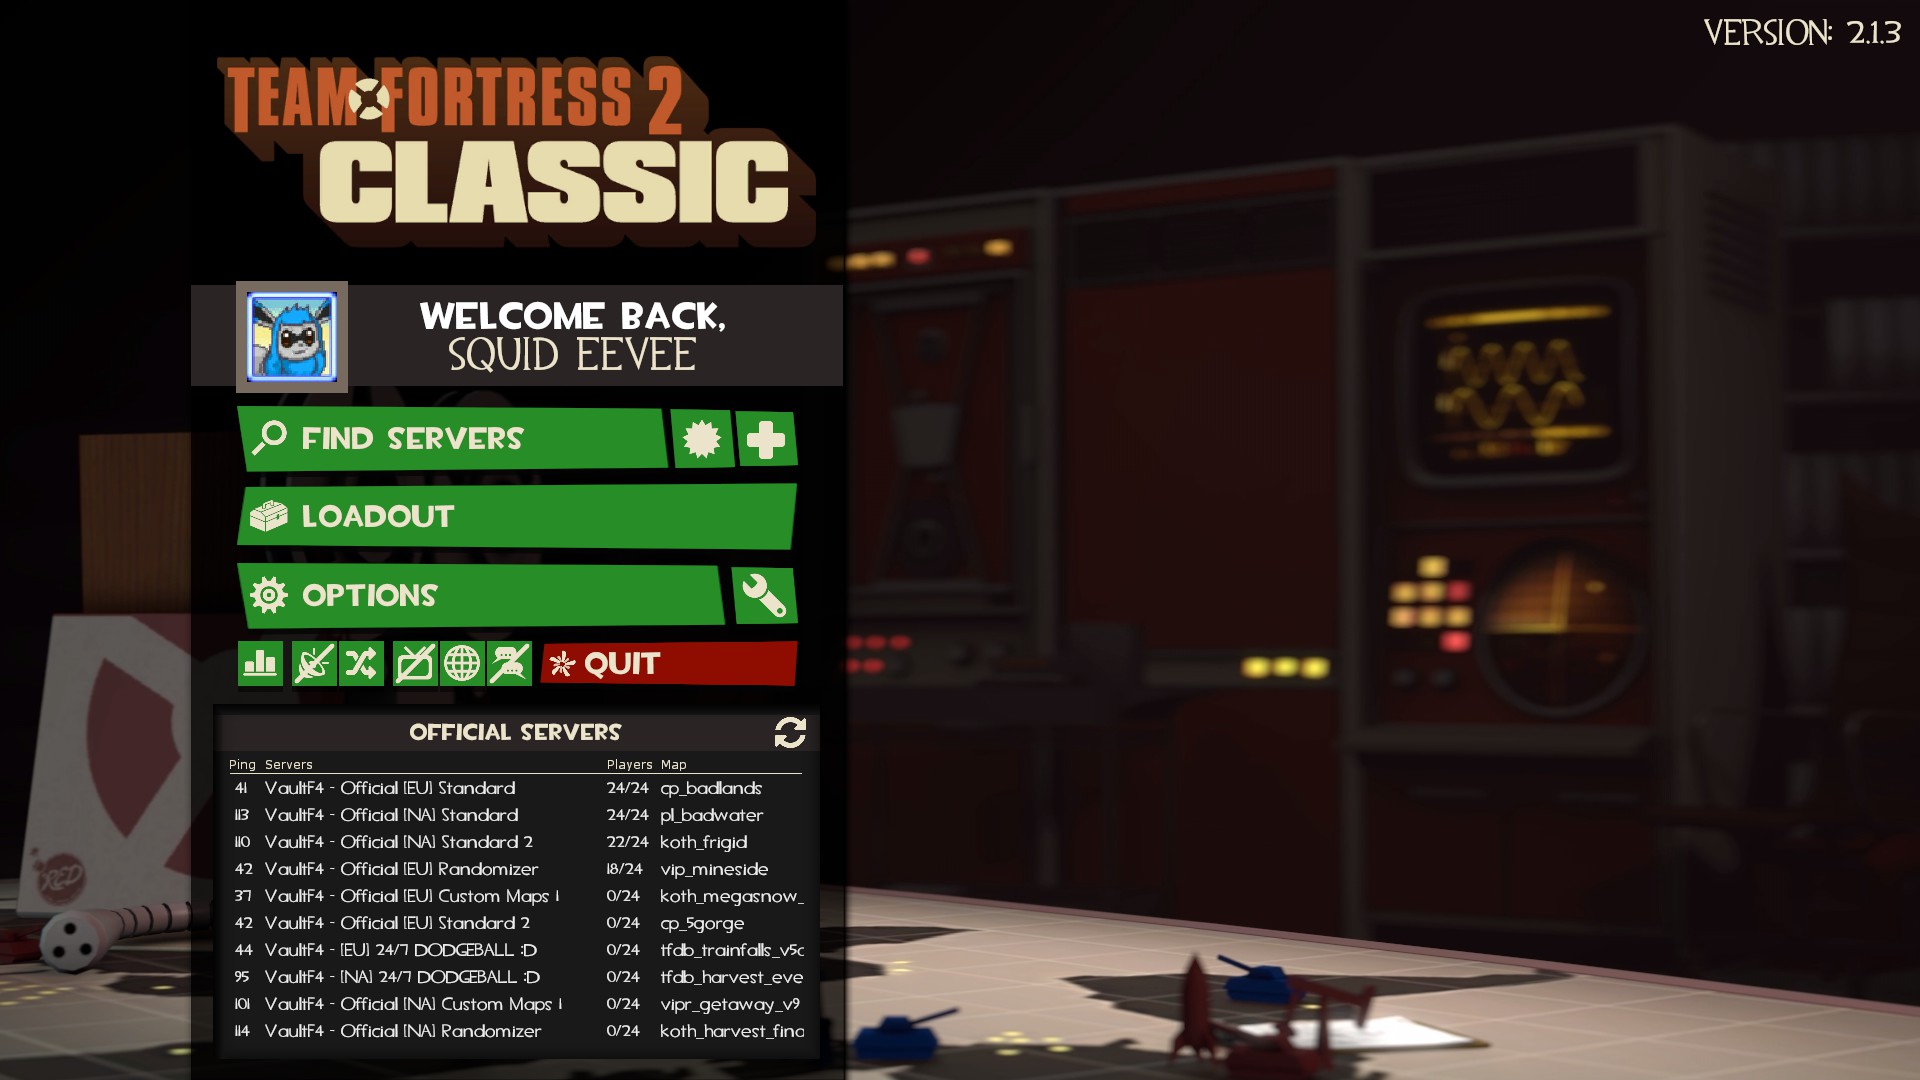 VERSION: 2.1.3
TEAM FORTRESS 2
CLASSIC
WELCOME BACK,
SQUID EEVEE
FIND SERVERS
LOADOUT
OPTIONS
QUIT
OFFICIAL SERVERS
Ping Servers Players Map
41 VaultF4 - Official [EU] Standard 24/24 cp_badlands
113 VaultF4 - Official [NA] Standard 24/24 pl_badwater
110 VaultF4 - Official [NA] Standard 2 22/24 koth_frigid
42 VaultF4 - Official [EU] Randomizer 18/24 vip_mineside
37 VaultF4 - Official [EU] Custom Maps 1 0/24 koth_megasnow_
42 VaultF4 - Official [EU] Standard 2 0/24 cp_5gorge
44 VaultF4 - [EU] 24/7 DODGEBALL :D 0/24 tfdb_trainfalls_v5c
95 VaultF4 - [NA] 24/7 DODGEBALL :D 0/24 tfdb_harvest_eve
101 VaultF4 - Official [NA] Custom Maps 1 0/24 vipr_getaway_v9
114 VaultF4 - Official [NA] Randomizer 0/24 koth_harvest_fina
RED